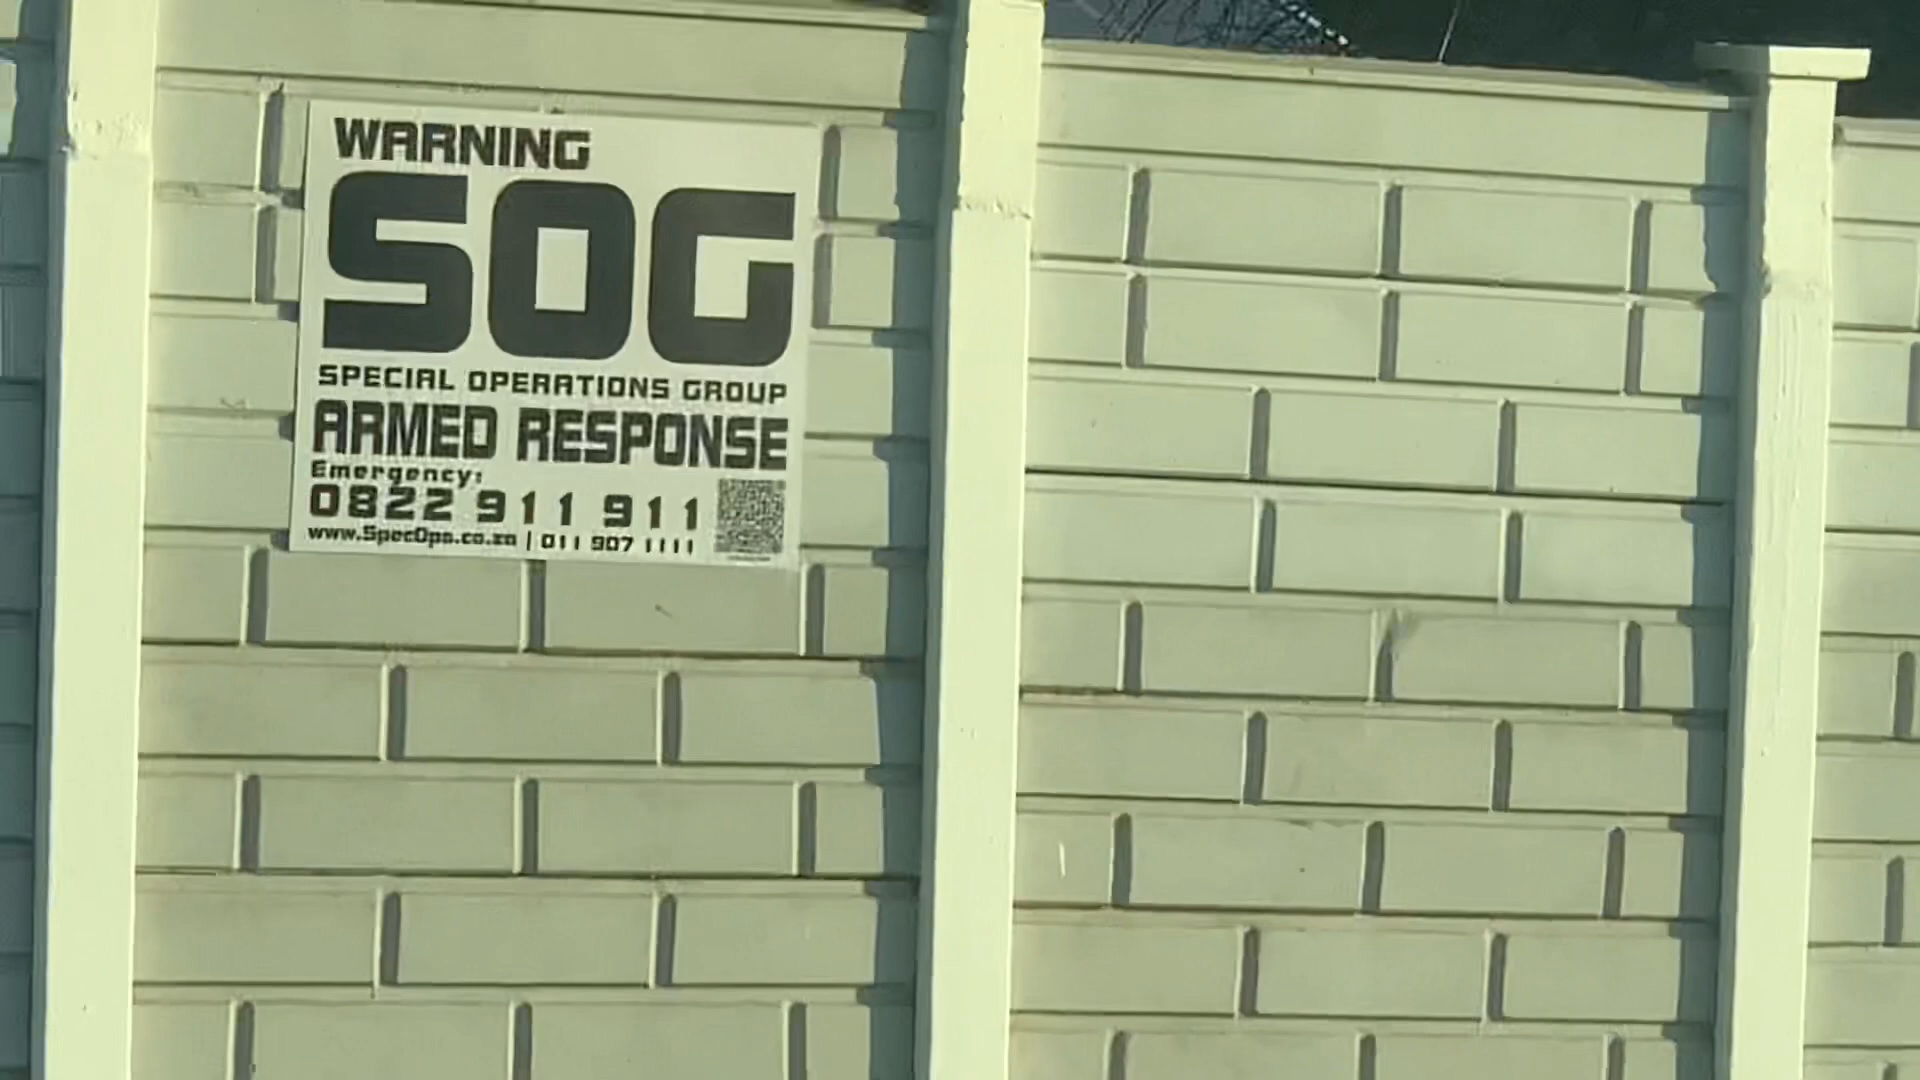 WARNING
SOG
SPECIAL OPERATIONS GROUP
ARMED RESPONSE
Emergency:
0822 911 911
www.SpecOps.co.za | 011 907 1111